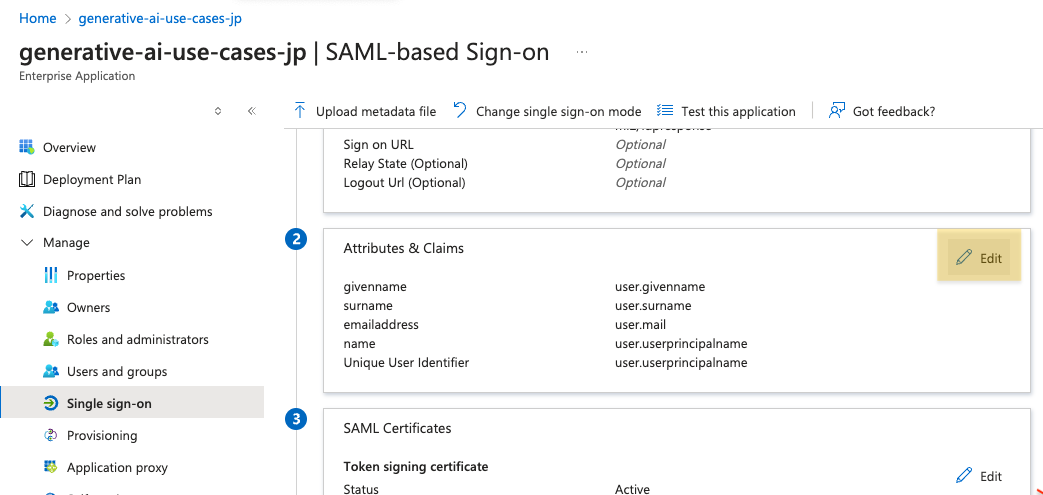 Home > generative-ai-use-cases-jp
generative-ai-use-cases-jp | SAML-based Sign-on ...
Enterprise Application
Upload metadata file
Change single sign-on mode
Test this application
Got feedback?
Overview
Deployment Plan
Diagnose and solve problems
Manage
Properties
Owners
Roles and administrators
Users and groups
Single sign-on
Provisioning
Application proxy
Sign on URL Optional
Relay State (Optional) Optional
Logout Url (Optional) Optional
2
Attributes & Claims
Edit
givenname user.givenname
surname user.surname
emailaddress user.mail
name user.userprincipalname
Unique User Identifier user.userprincipalname
3
SAML Certificates
Token signing certificate
Edit
Status Active